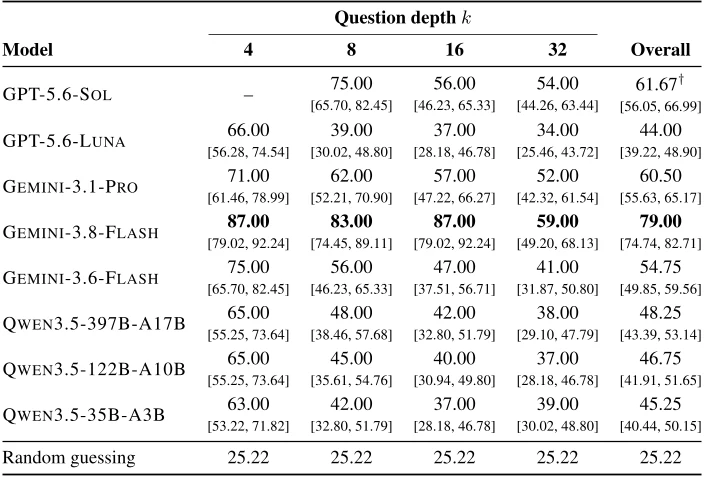 Question depth k
Model 4 8 16 32 Overall
GPT-5.6-SOL – 75.00 56.00 54.00 61.67†
[65.70, 82.45] [46.23, 65.33] [44.26, 63.44] [56.05, 66.99]
GPT-5.6-LUNA 66.00 39.00 37.00 34.00 44.00
[56.28, 74.54] [30.02, 48.80] [28.18, 46.78] [25.46, 43.72] [39.22, 48.90]
GEMINI-3.1-PRO 71.00 62.00 57.00 52.00 60.50
[61.46, 78.99] [52.21, 70.90] [47.22, 66.27] [42.32, 61.54] [55.63, 65.17]
GEMINI-3.8-FLASH 87.00 83.00 87.00 59.00 79.00
[79.02, 92.24] [74.45, 89.11] [79.02, 92.24] [49.20, 68.13] [74.74, 82.71]
GEMINI-3.6-FLASH 75.00 56.00 47.00 41.00 54.75
[65.70, 82.45] [46.23, 65.33] [37.51, 56.71] [31.87, 50.80] [49.85, 59.56]
QWEN3.5-397B-A17B 65.00 48.00 42.00 38.00 48.25
[55.25, 73.64] [38.46, 57.68] [32.80, 51.79] [29.10, 47.79] [43.39, 53.14]
QWEN3.5-122B-A10B 65.00 45.00 40.00 37.00 46.75
[55.25, 73.64] [35.61, 54.76] [30.94, 49.80] [28.18, 46.78] [41.91, 51.65]
QWEN3.5-35B-A3B 63.00 42.00 37.00 39.00 45.25
[53.22, 71.82] [32.80, 51.79] [28.18, 46.78] [30.02, 48.80] [40.44, 50.15]
Random guessing 25.22 25.22 25.22 25.22 25.22